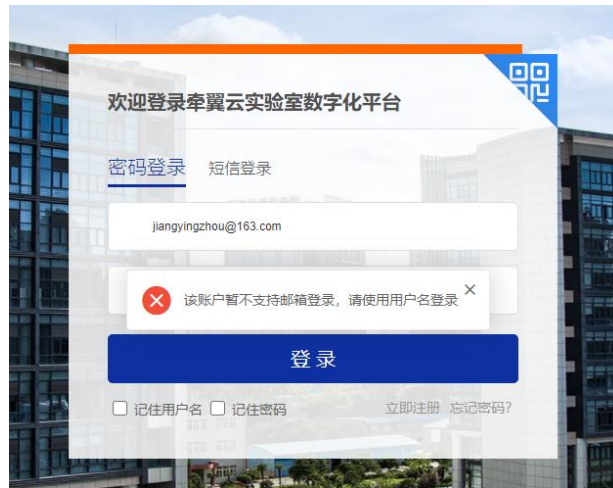 欢迎登录牵翼云实验室数字化平台
密码登录 短信登录
jiangyingzhou@163.com
该账户暂不支持邮箱登录，请使用用户名登录
登录
记住用户名 记住密码 立即注册 忘记密码?